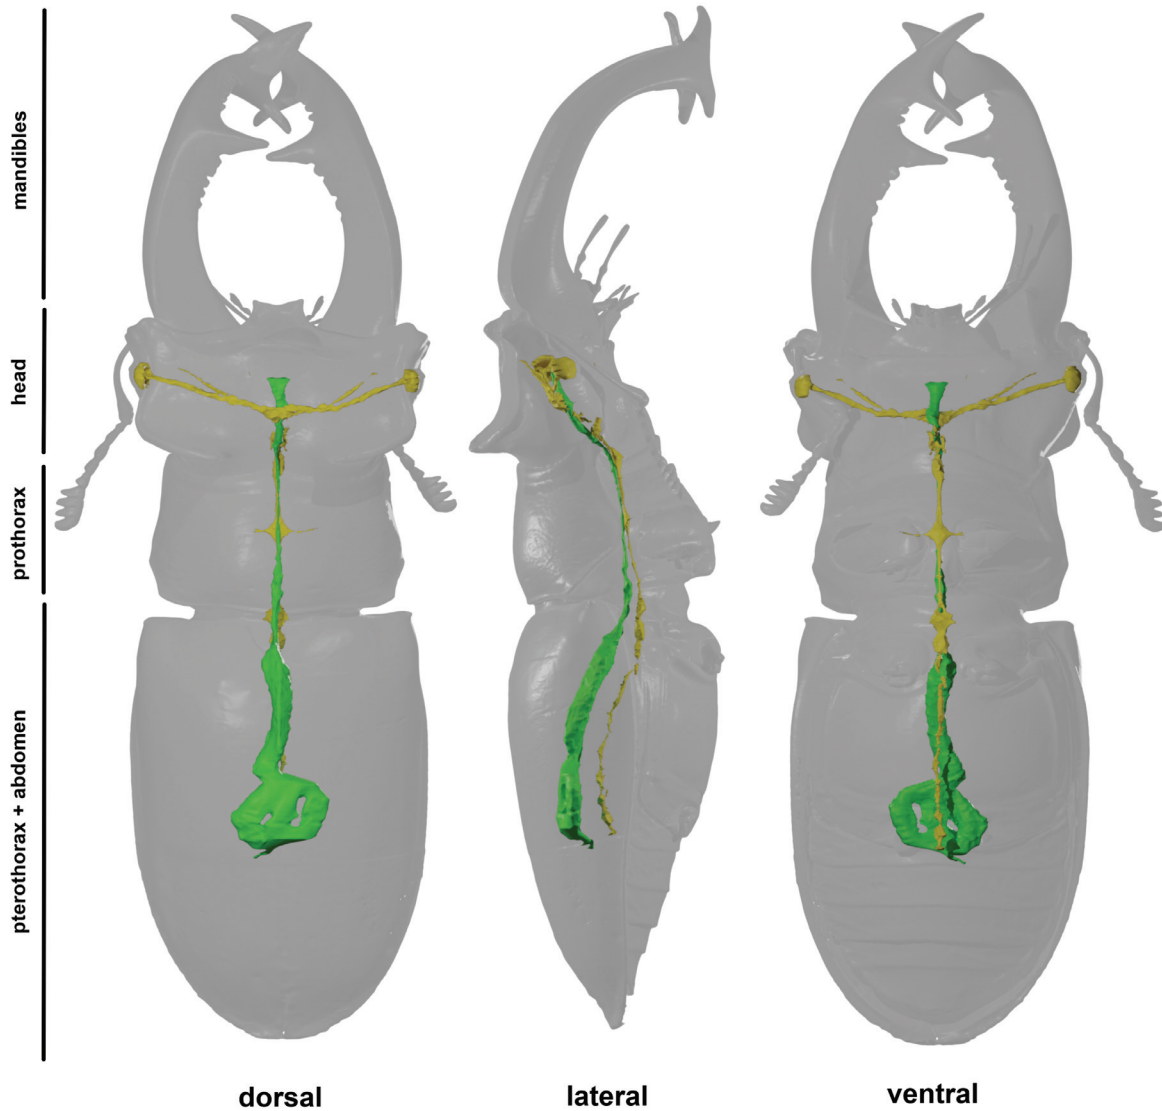 mandibles
head
prothorax
pterothorax + abdomen
dorsal
lateral
ventral